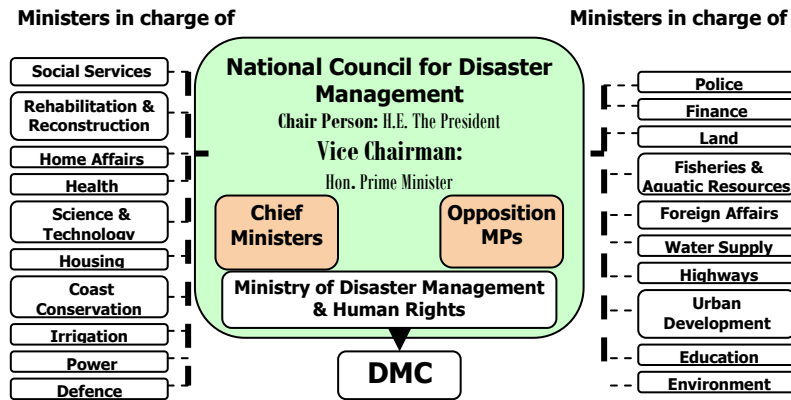 Ministers in charge of
Social Services
Rehabilitation &
Reconstruction
Home Affairs
Health
Science &
Technology
Housing
Coast
Conservation
Irrigation
Power
Defence
National Council for Disaster
Management
Chair Person: H.E. The President
Vice Chairman:
Hon. Prime Minister
Chief
Ministers
Opposition
MPs
Ministry of Disaster Management
& Human Rights
DMC
Ministers in charge of
Police
Finance
Land
Fisheries &
Aquatic Resources
Foreign Affairs
Water Supply
Highways
Urban
Development
Education
Environment